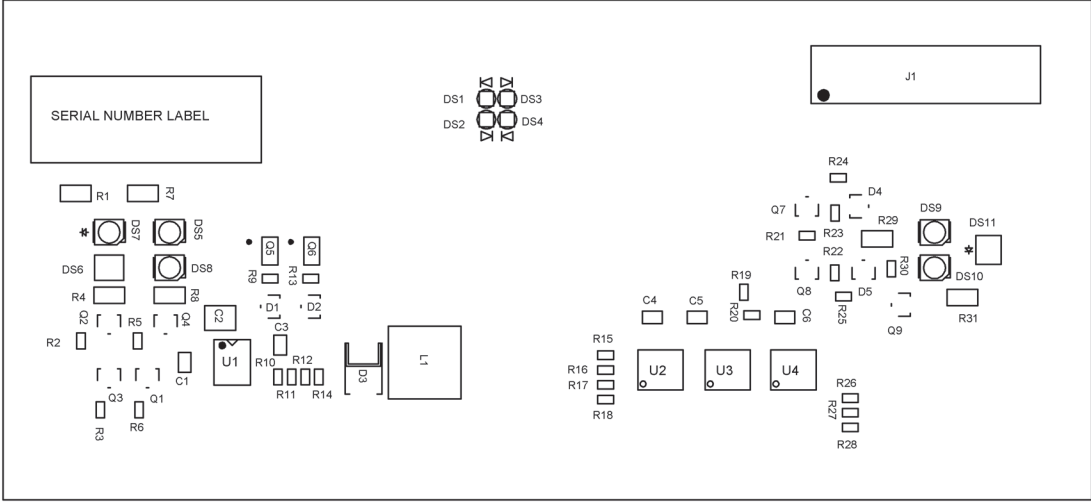 J1
DS1
DS3
SERIAL NUMBER LABEL
DS2
DS4
R24
R1
R7
D4
Q7
DS9
DS11
R29
DS7
DS5
R21
R23
Q5
Q6
R22
DS6
DS8
R30
DS10
R9
R13
R19
Q8
D5
R4
R8
C4
C5
R20
C6
R25
Q9
R31
Q2
R5
Q4
C2
D1
D2
C3
R2
R15
C1
U1
R10
R12
D3
L1
R16
U2
U3
U4
R17
R26
Q3
Q1
R11
R14
R18
R27
R3
R6
R28